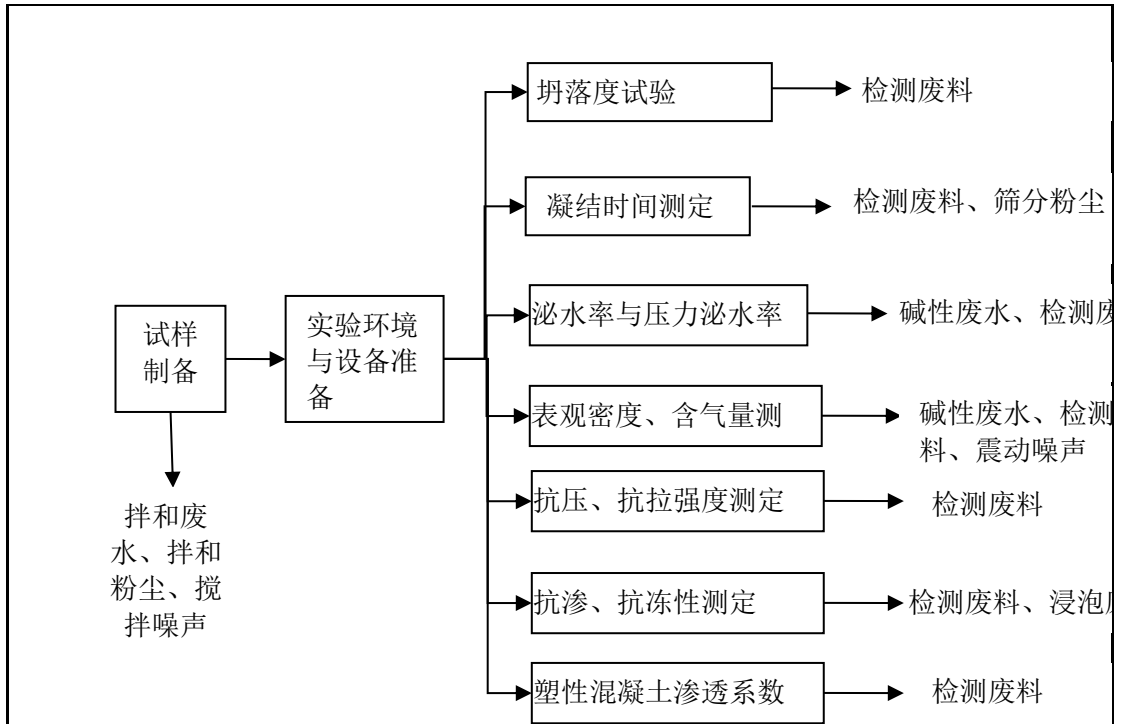 坍落度试验
检测废料
凝结时间测定
检测废料、筛分粉尘
泌水率与压力泌水率
碱性废水、检测废
试样
制备
实验环境
与设备准
备
表观密度、含气量测
碱性废水、检测
料、震动噪声
抗压、抗拉强度测定
检测废料
拌和废
水、拌和
粉尘、搅
拌噪声
抗渗、抗冻性测定
检测废料、浸泡
塑性混凝土渗透系数
检测废料